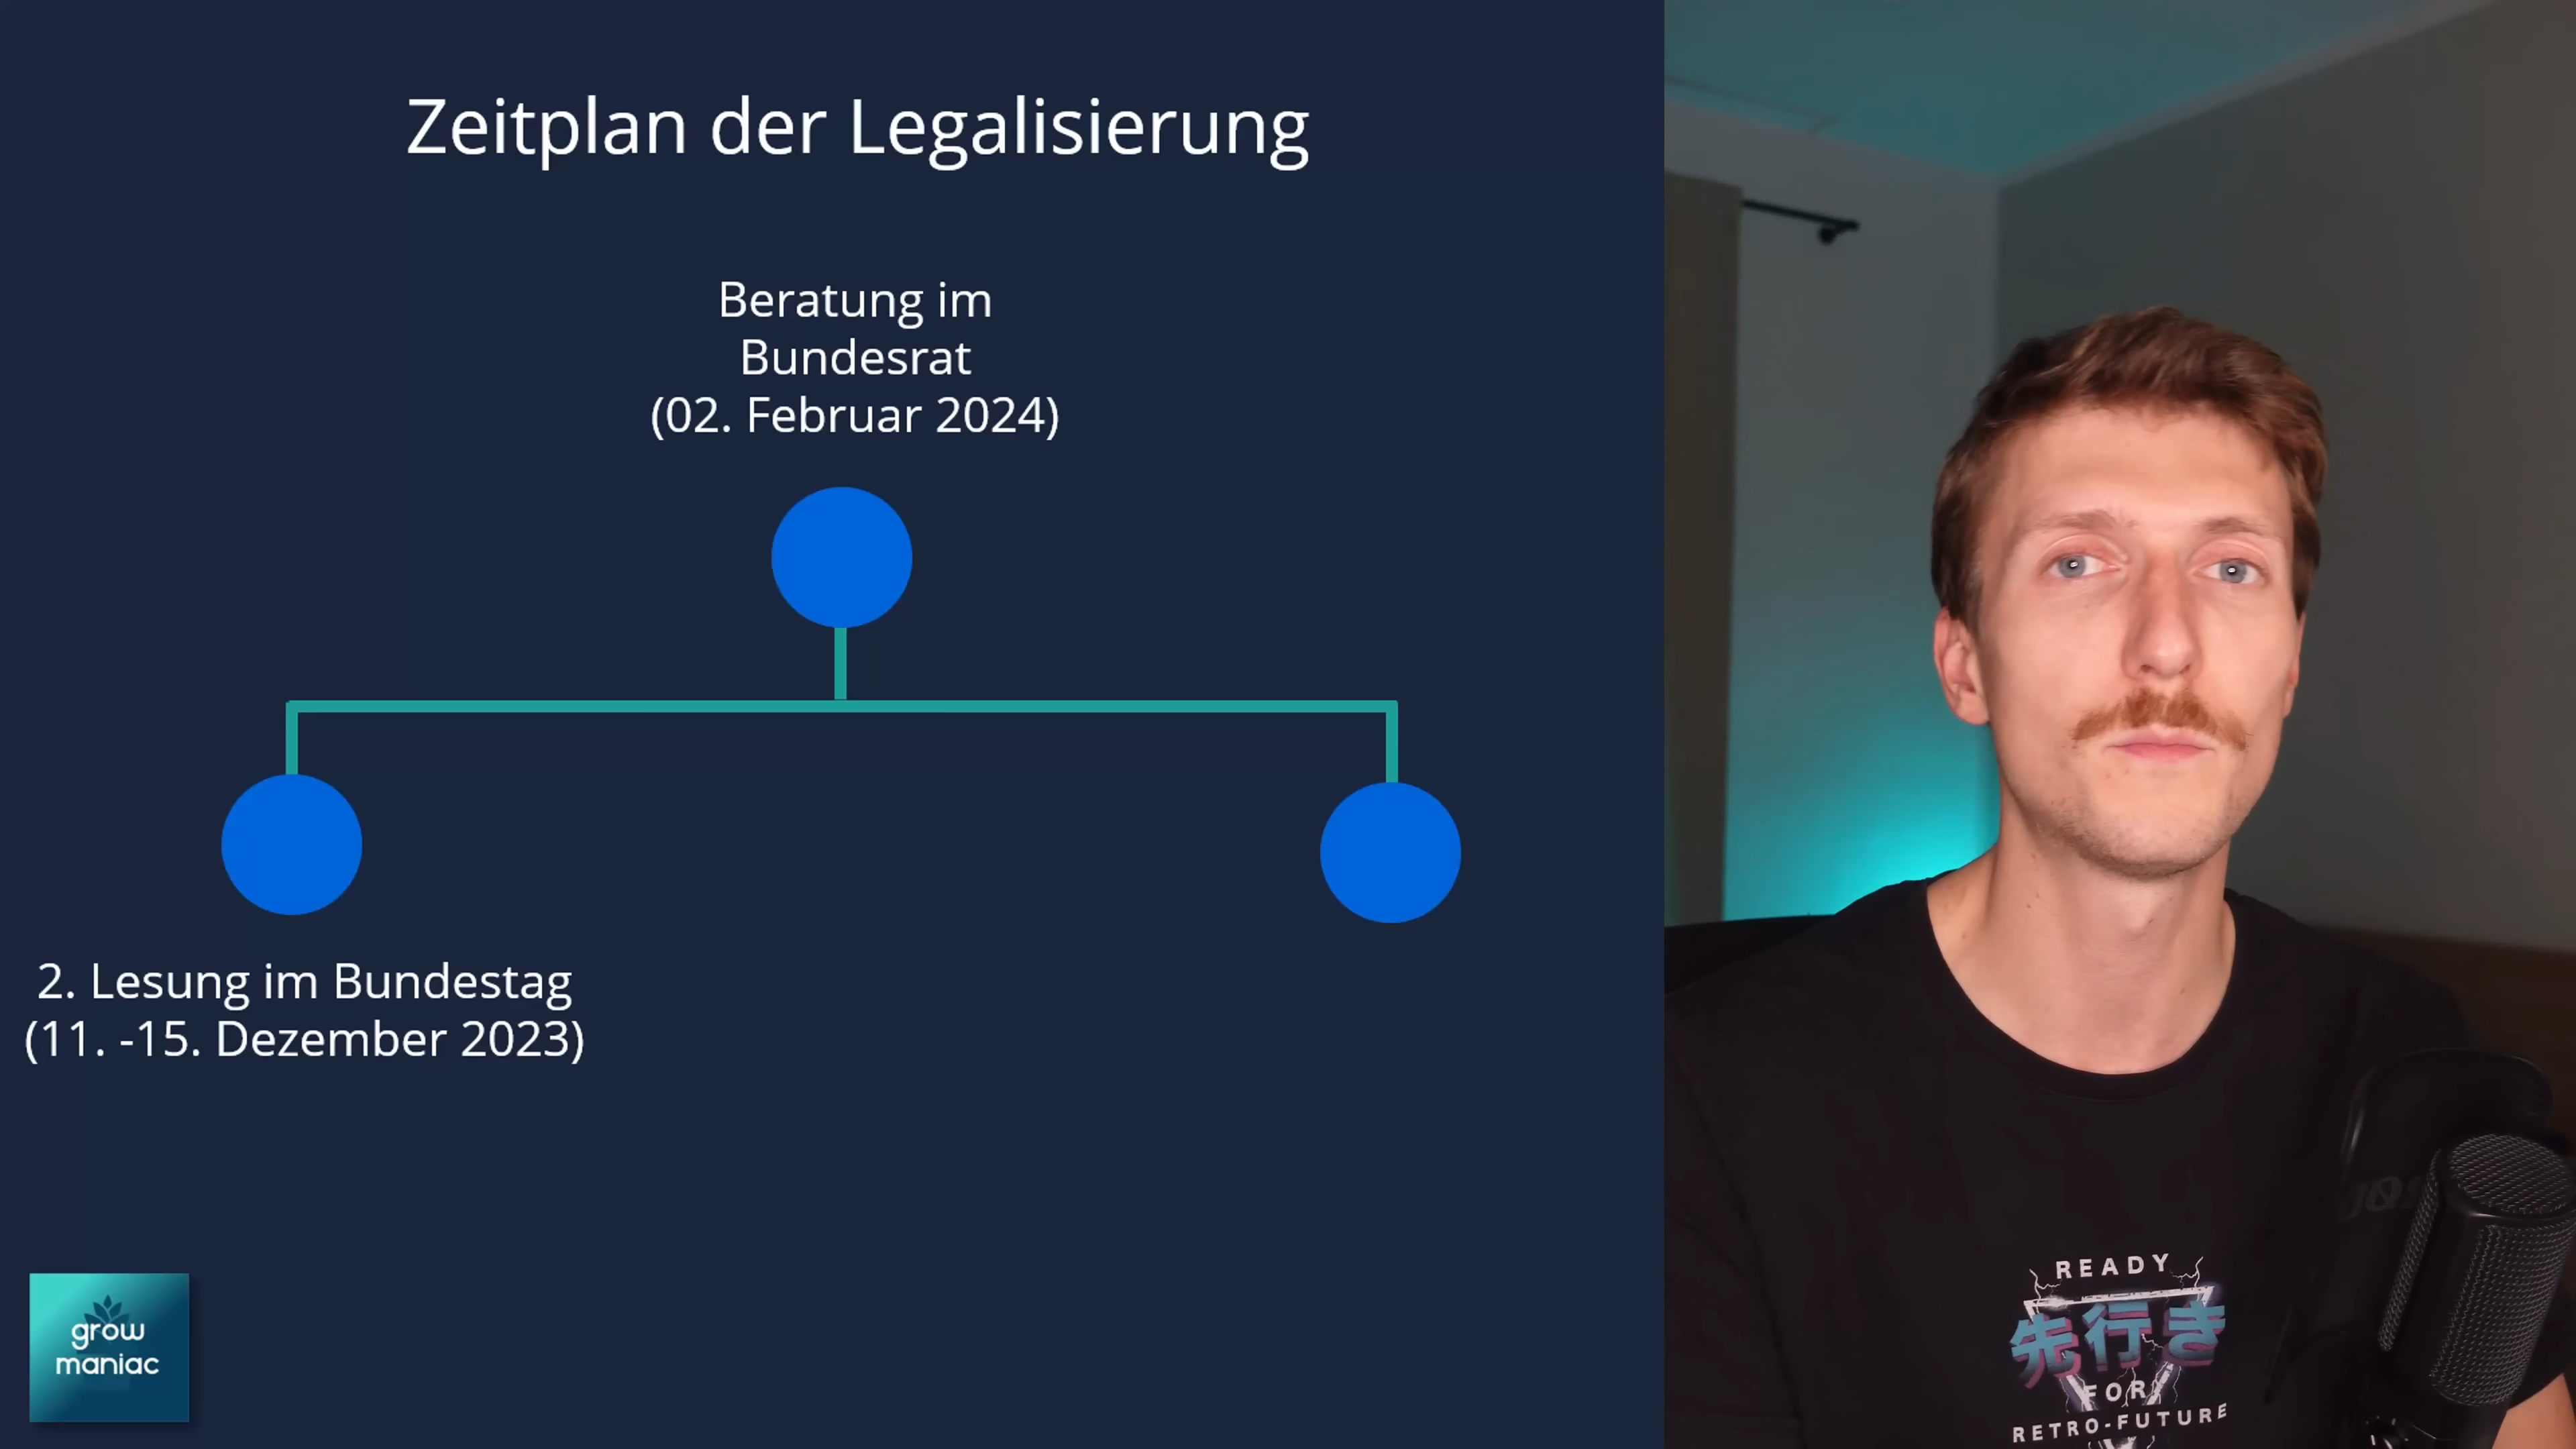 Zeitplan der Legalisierung
Beratung im
Bundesrat
(02. Februar 2024)
2. Lesung im Bundestag
(11. -15. Dezember 2023)
grow
maniac
READY
先行き
FOR
RETRO-FUTURE